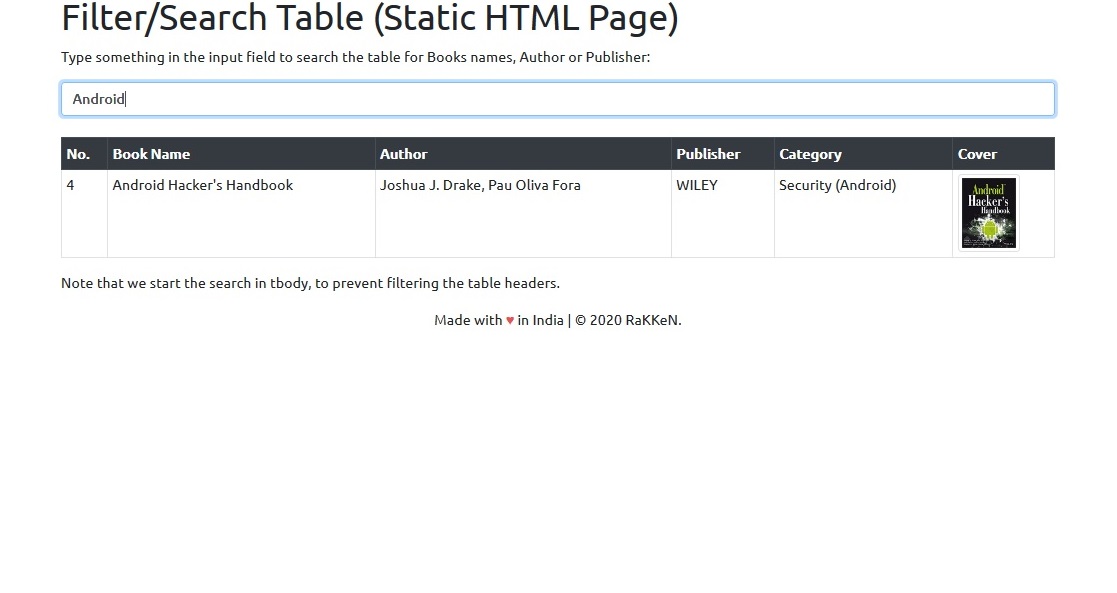 Filter/Search Table (Static HTML Page)
Type something in the input field to search the table for Books names, Author or Publisher:
Android
No. Book Name Author Publisher Category Cover
4 Android Hacker's Handbook Joshua J. Drake, Pau Oliva Fora WILEY Security (Android)
Android
Hacker's
Handbook
Note that we start the search in tbody, to prevent filtering the table headers.
Made with ♥ in India | © 2020 RaKKeN.